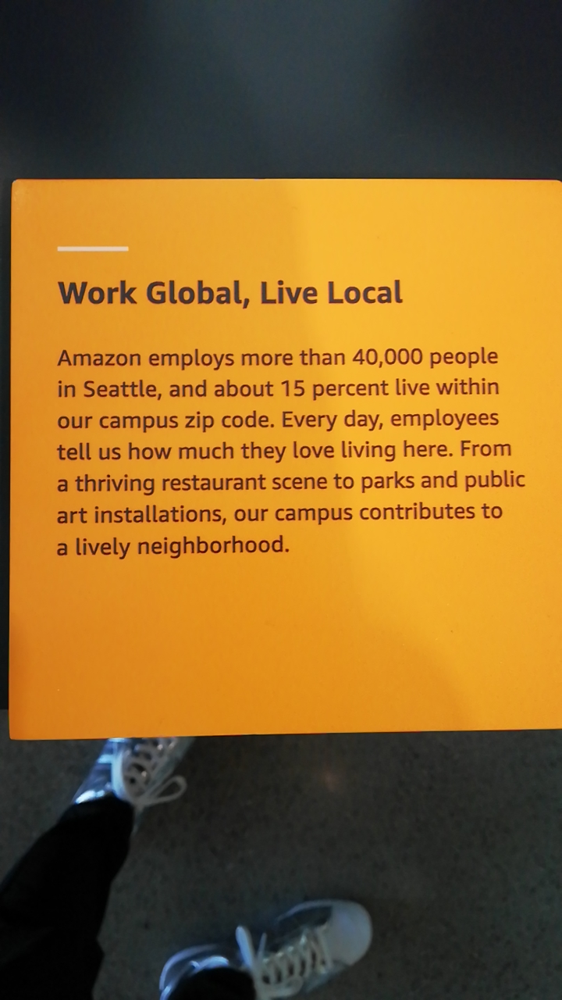 Work Global, Live Local
Amazon employs more than 40,000 people
in Seattle, and about 15 percent live within
our campus zip code. Every day, employees
tell us how much they love living here. From
a thriving restaurant scene to parks and public
art installations, our campus contributes to
a lively neighborhood.